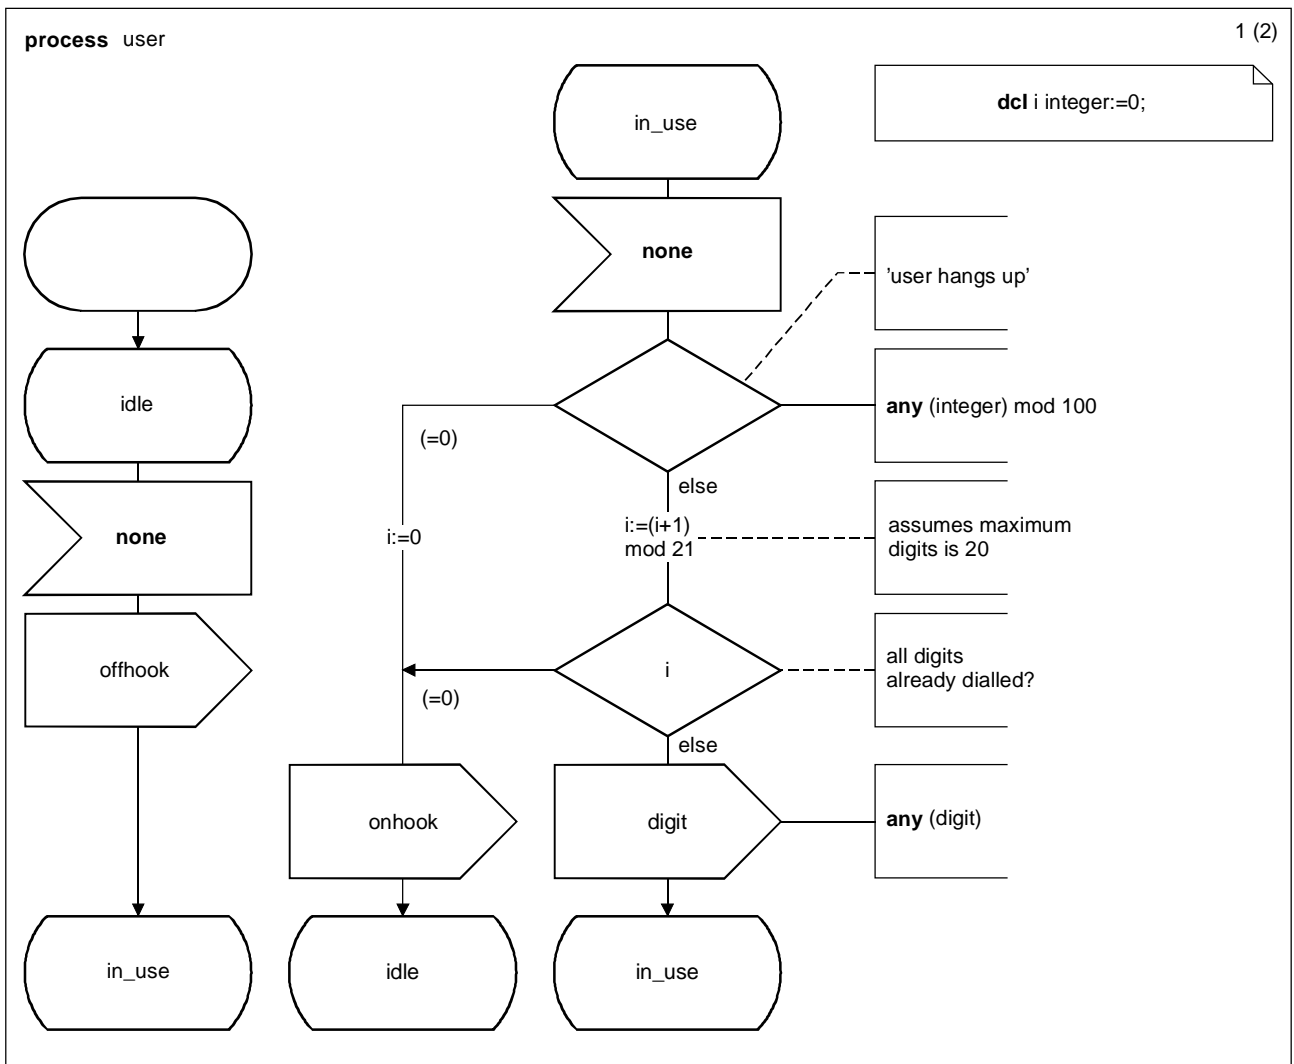 process user
1 (2)
dcl i integer:=0;
in_use
none
'user hangs up'
idle
any (integer) mod 100
(=0)
else
none
i:=0
i:=(i+1)
mod 21
assumes maximum
digits is 20
offhook
i
all digits
already dialled?
(=0)
else
onhook
digit
any (digit)
in_use
idle
in_use